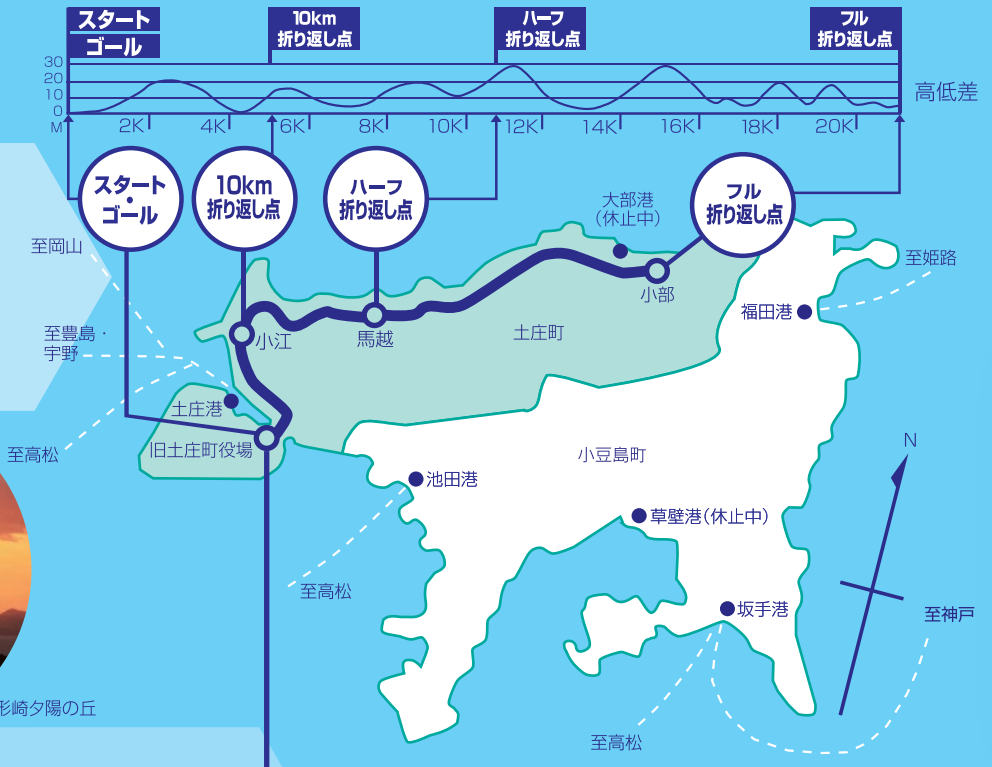 スタート
ゴール
10km
折り返し点
ハーフ
折り返し点
フル
折り返し点
30
20
10
0
M
2K
4K
6K
8K
10K
12K
14K
16K
18K
20K
高低差
スタート
・
ゴール
10km
折り返し点
ハーフ
折り返し点
フル
折り返し点
大部港
（休止中）
至岡山
至姫路
小部
福田港
至豊島・
宇野
小江
馬越
土庄町
土庄港
至高松
旧土庄町役場
小豆島町
N
池田港
草壁港（休止中）
至高松
坂手港
至神戸
形崎夕陽の丘
至高松